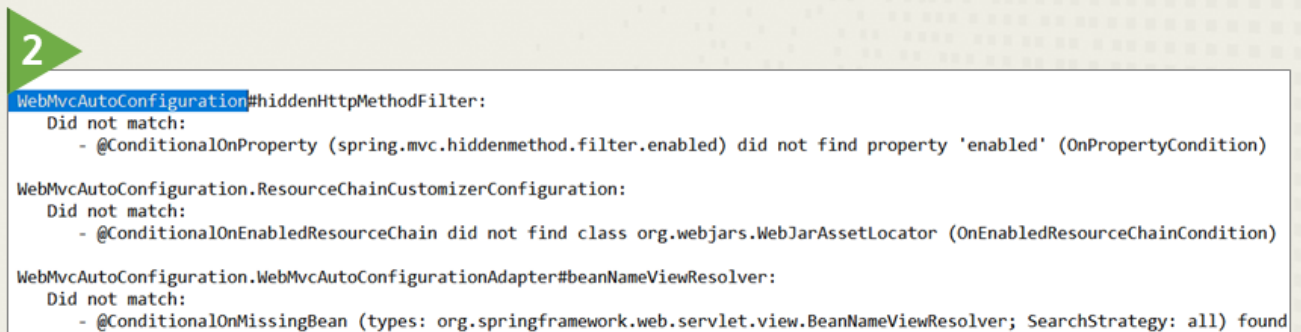 2
WebMvcAutoConfiguration#hiddenHttpMethodFilter:
Did not match:
- @ConditionalOnProperty (spring.mvc.hiddenmethod.filter.enabled) did not find property 'enabled' (OnPropertyCondition)
WebMvcAutoConfiguration.ResourceChainCustomizerConfiguration:
Did not match:
- @ConditionalOnEnabledResourceChain did not find class org.webjars.WebJarAssetLocator (OnEnabledResourceChainCondition)
WebMvcAutoConfiguration.WebMvcAutoConfigurationAdapter#beanNameViewResolver:
Did not match:
- @ConditionalOnMissingBean (types: org.springframework.web.servlet.view.BeanNameViewResolver; SearchStrategy: all) found